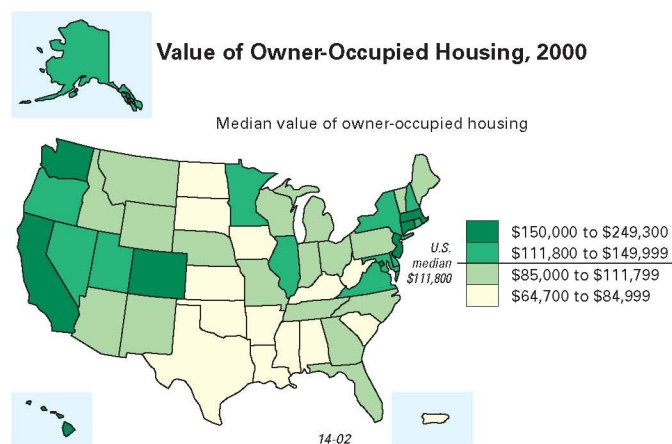 Value of Owner-Occupied Housing, 2000
Median value of owner-occupied housing
U.S.
median
$111,800
$150,000 to $249,300
$111,800 to $149,999
$85,000 to $111,799
$64,700 to $84,999
14-02